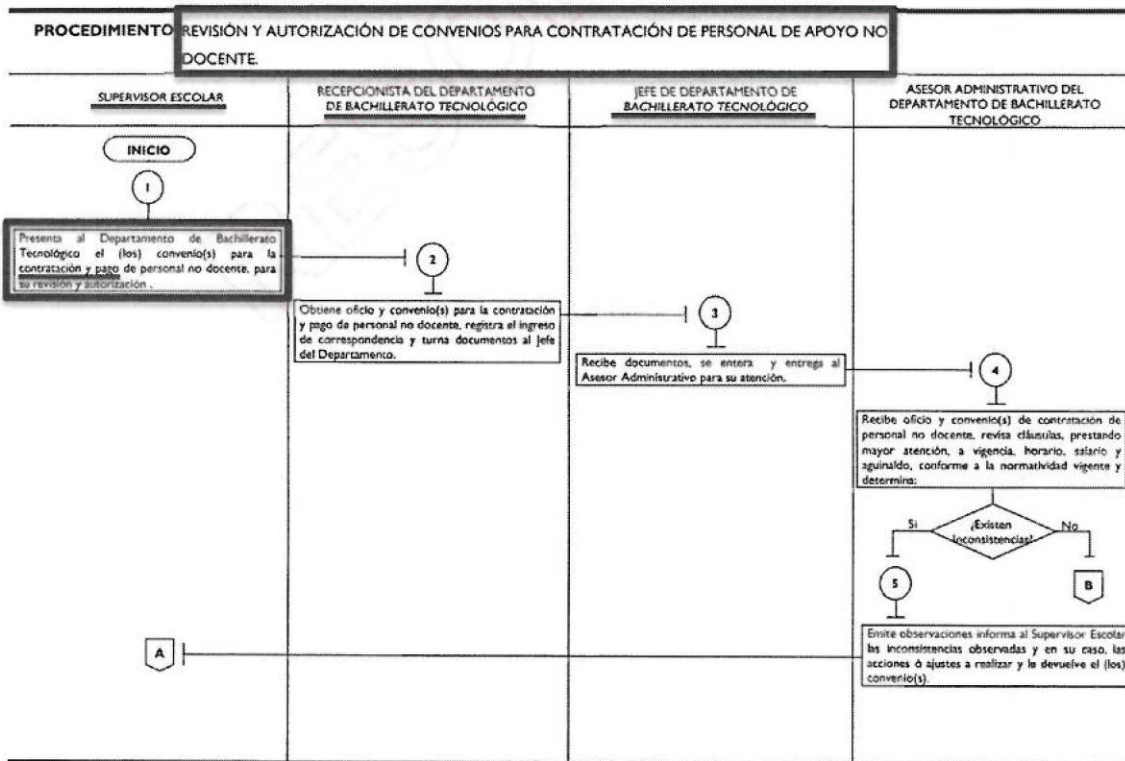 PROCEDIMIENTO REVISIÓN Y AUTORIZACIÓN DE CONVENIOS PARA CONTRATACIÓN DE PERSONAL DE APOYO NO
DOCENTE.
SUPERVISOR ESCOLAR
RECEPCIONISTA DEL DEPARTAMENTO
DE BACHILLERATO TECNOLÓGICO
JEFE DE DEPARTAMENTO DE
BACHILLERATO TECNOLÓGICO
ASESOR ADMINISTRATIVO DEL
DEPARTAMENTO DE BACHILLERATO
TECNOLÓGICO
INICIO
1
Presenta al Departamento de Bachillerato
Tecnológico el (los) convenio(s) para la
contratación y pago de personal no docente, para
su revisión y autorización .
2
Obtiene oficio y convenio(s) para la contratación
y pago de personal no docente, registra el ingreso
de correspondencia y turna documentos al Jefe
del Departamento.
3
Recibe documentos, se entera y entrega al
Asesor Administrativo para su atención.
4
Recibe oficio y convenio(s) de contratación de
personal no docente, revisa cláusulas, prestando
mayor atención, a vigencia, horario, salario y
aguinaldo, conforme a la normatividad vigente y
determina:
Si
¿Existen
inconsistencias?
No
5
B
Emite observaciones informa al Supervisor Escolar
las inconsistencias observadas y en su caso, las
acciones ó ajustes a realizar y le devuelve el (los)
convenio(s).
A